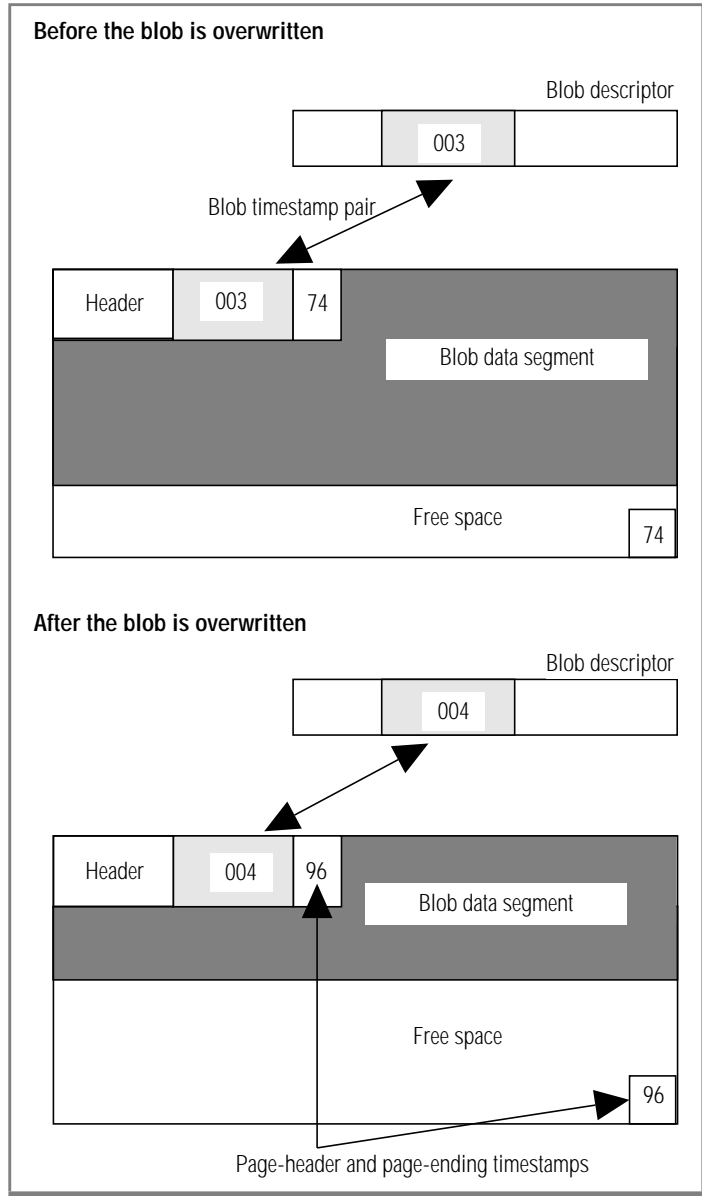 Before the blob is overwritten
Blob descriptor
003
Blob timestamp pair
Header
003
74
Blob data segment
Free space
74
After the blob is overwritten
Blob descriptor
004
Header
004
96
Blob data segment
Free space
96
Page-header and page-ending timestamps